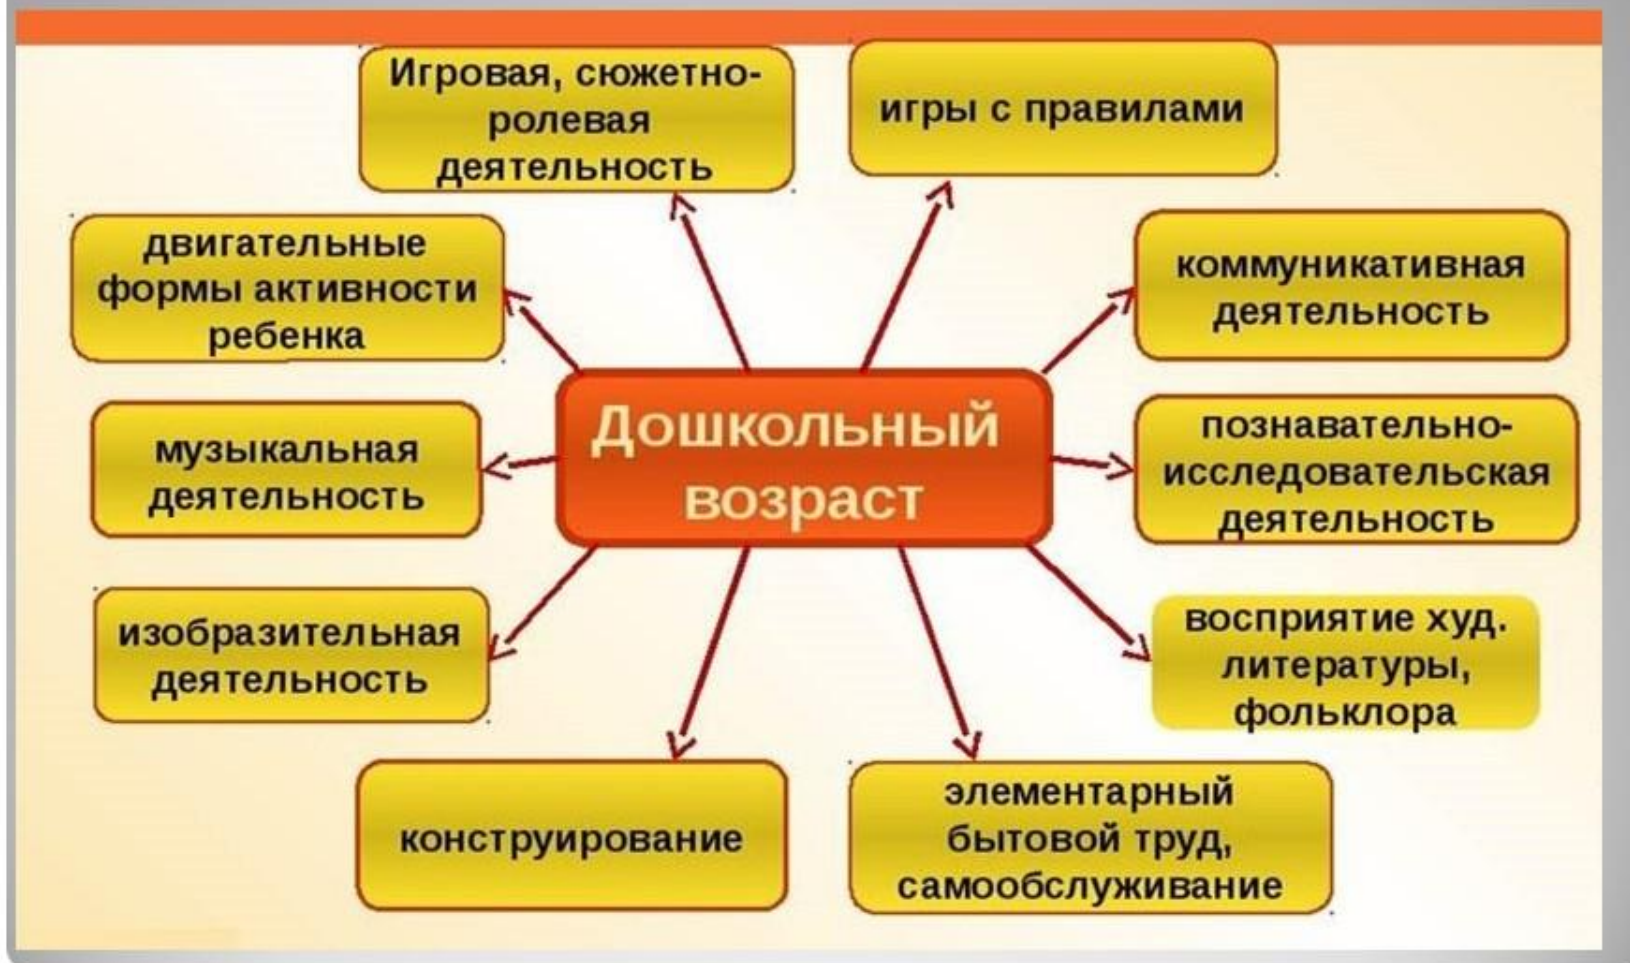 Игровая, сюжетно-
ролевая
деятельность
игры с правилами
двигательные
формы активности
ребенка
коммуникативная
деятельность
Дошкольный
возраст
музыкальная
деятельность
познавательно-
исследовательская
деятельность
изобразительная
деятельность
восприятие худ.
литературы,
фольклора
конструирование
элементарный
бытовой труд,
самообслуживание